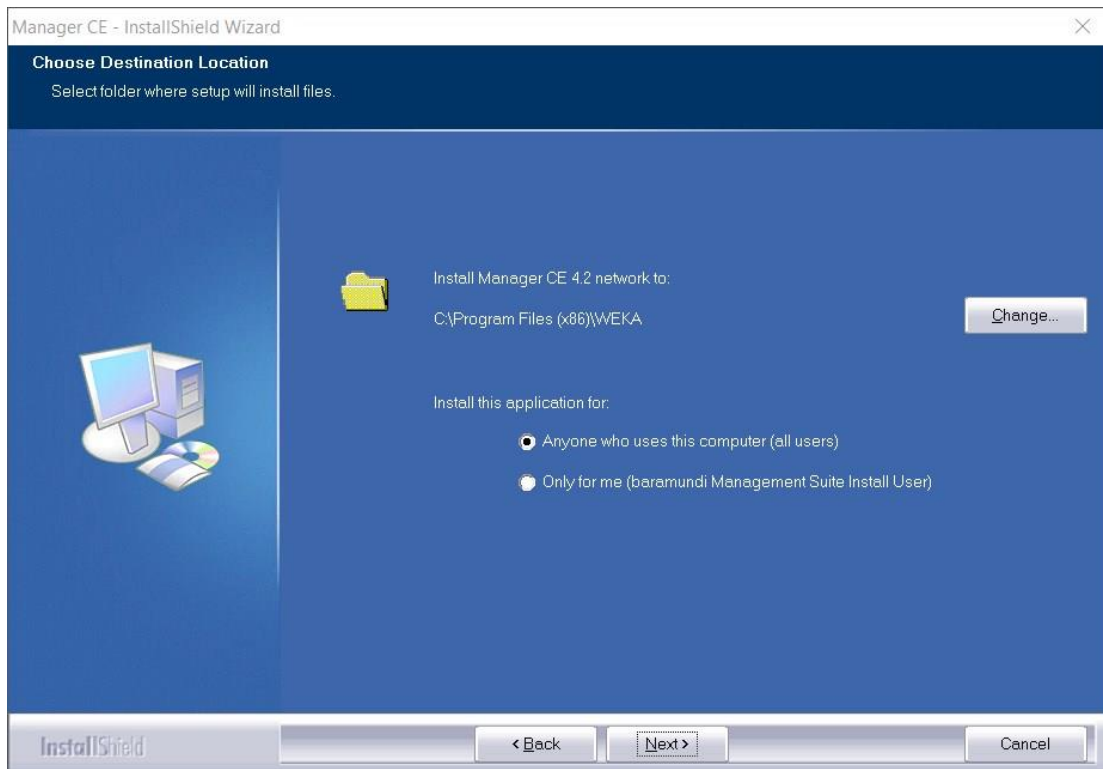 Manager CE - InstallShield Wizard
Choose Destination Location
Select folder where setup will install files.
Install Manager CE 4.2 network to:
C:\Program Files (x86)\WEKA
Change...
Install this application for:
Anyone who uses this computer (all users)
Only for me (baramundi Management Suite Install User)
InstallShield
< Back
Next >
Cancel